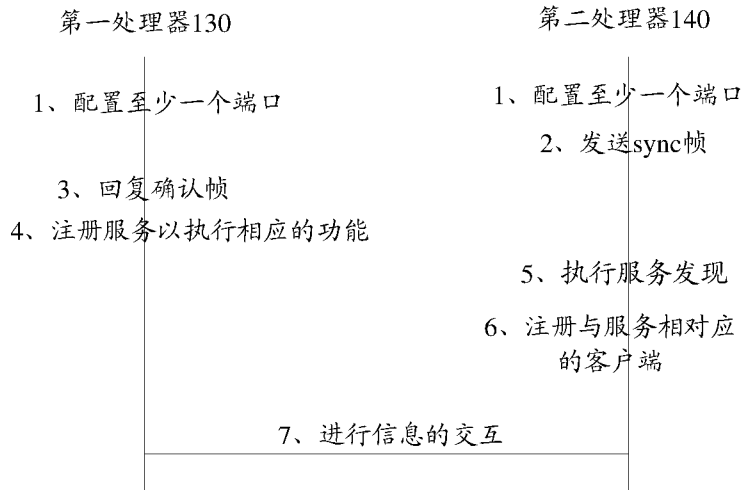 第一处理器130
第二处理器140
1、配置至少一个端口
1、配置至少一个端口
2、发送sync帧
3、回复确认帧
4、注册服务以执行相应的功能
5、执行服务发现
6、注册与服务相对应
的客户端
7、进行信息的交互